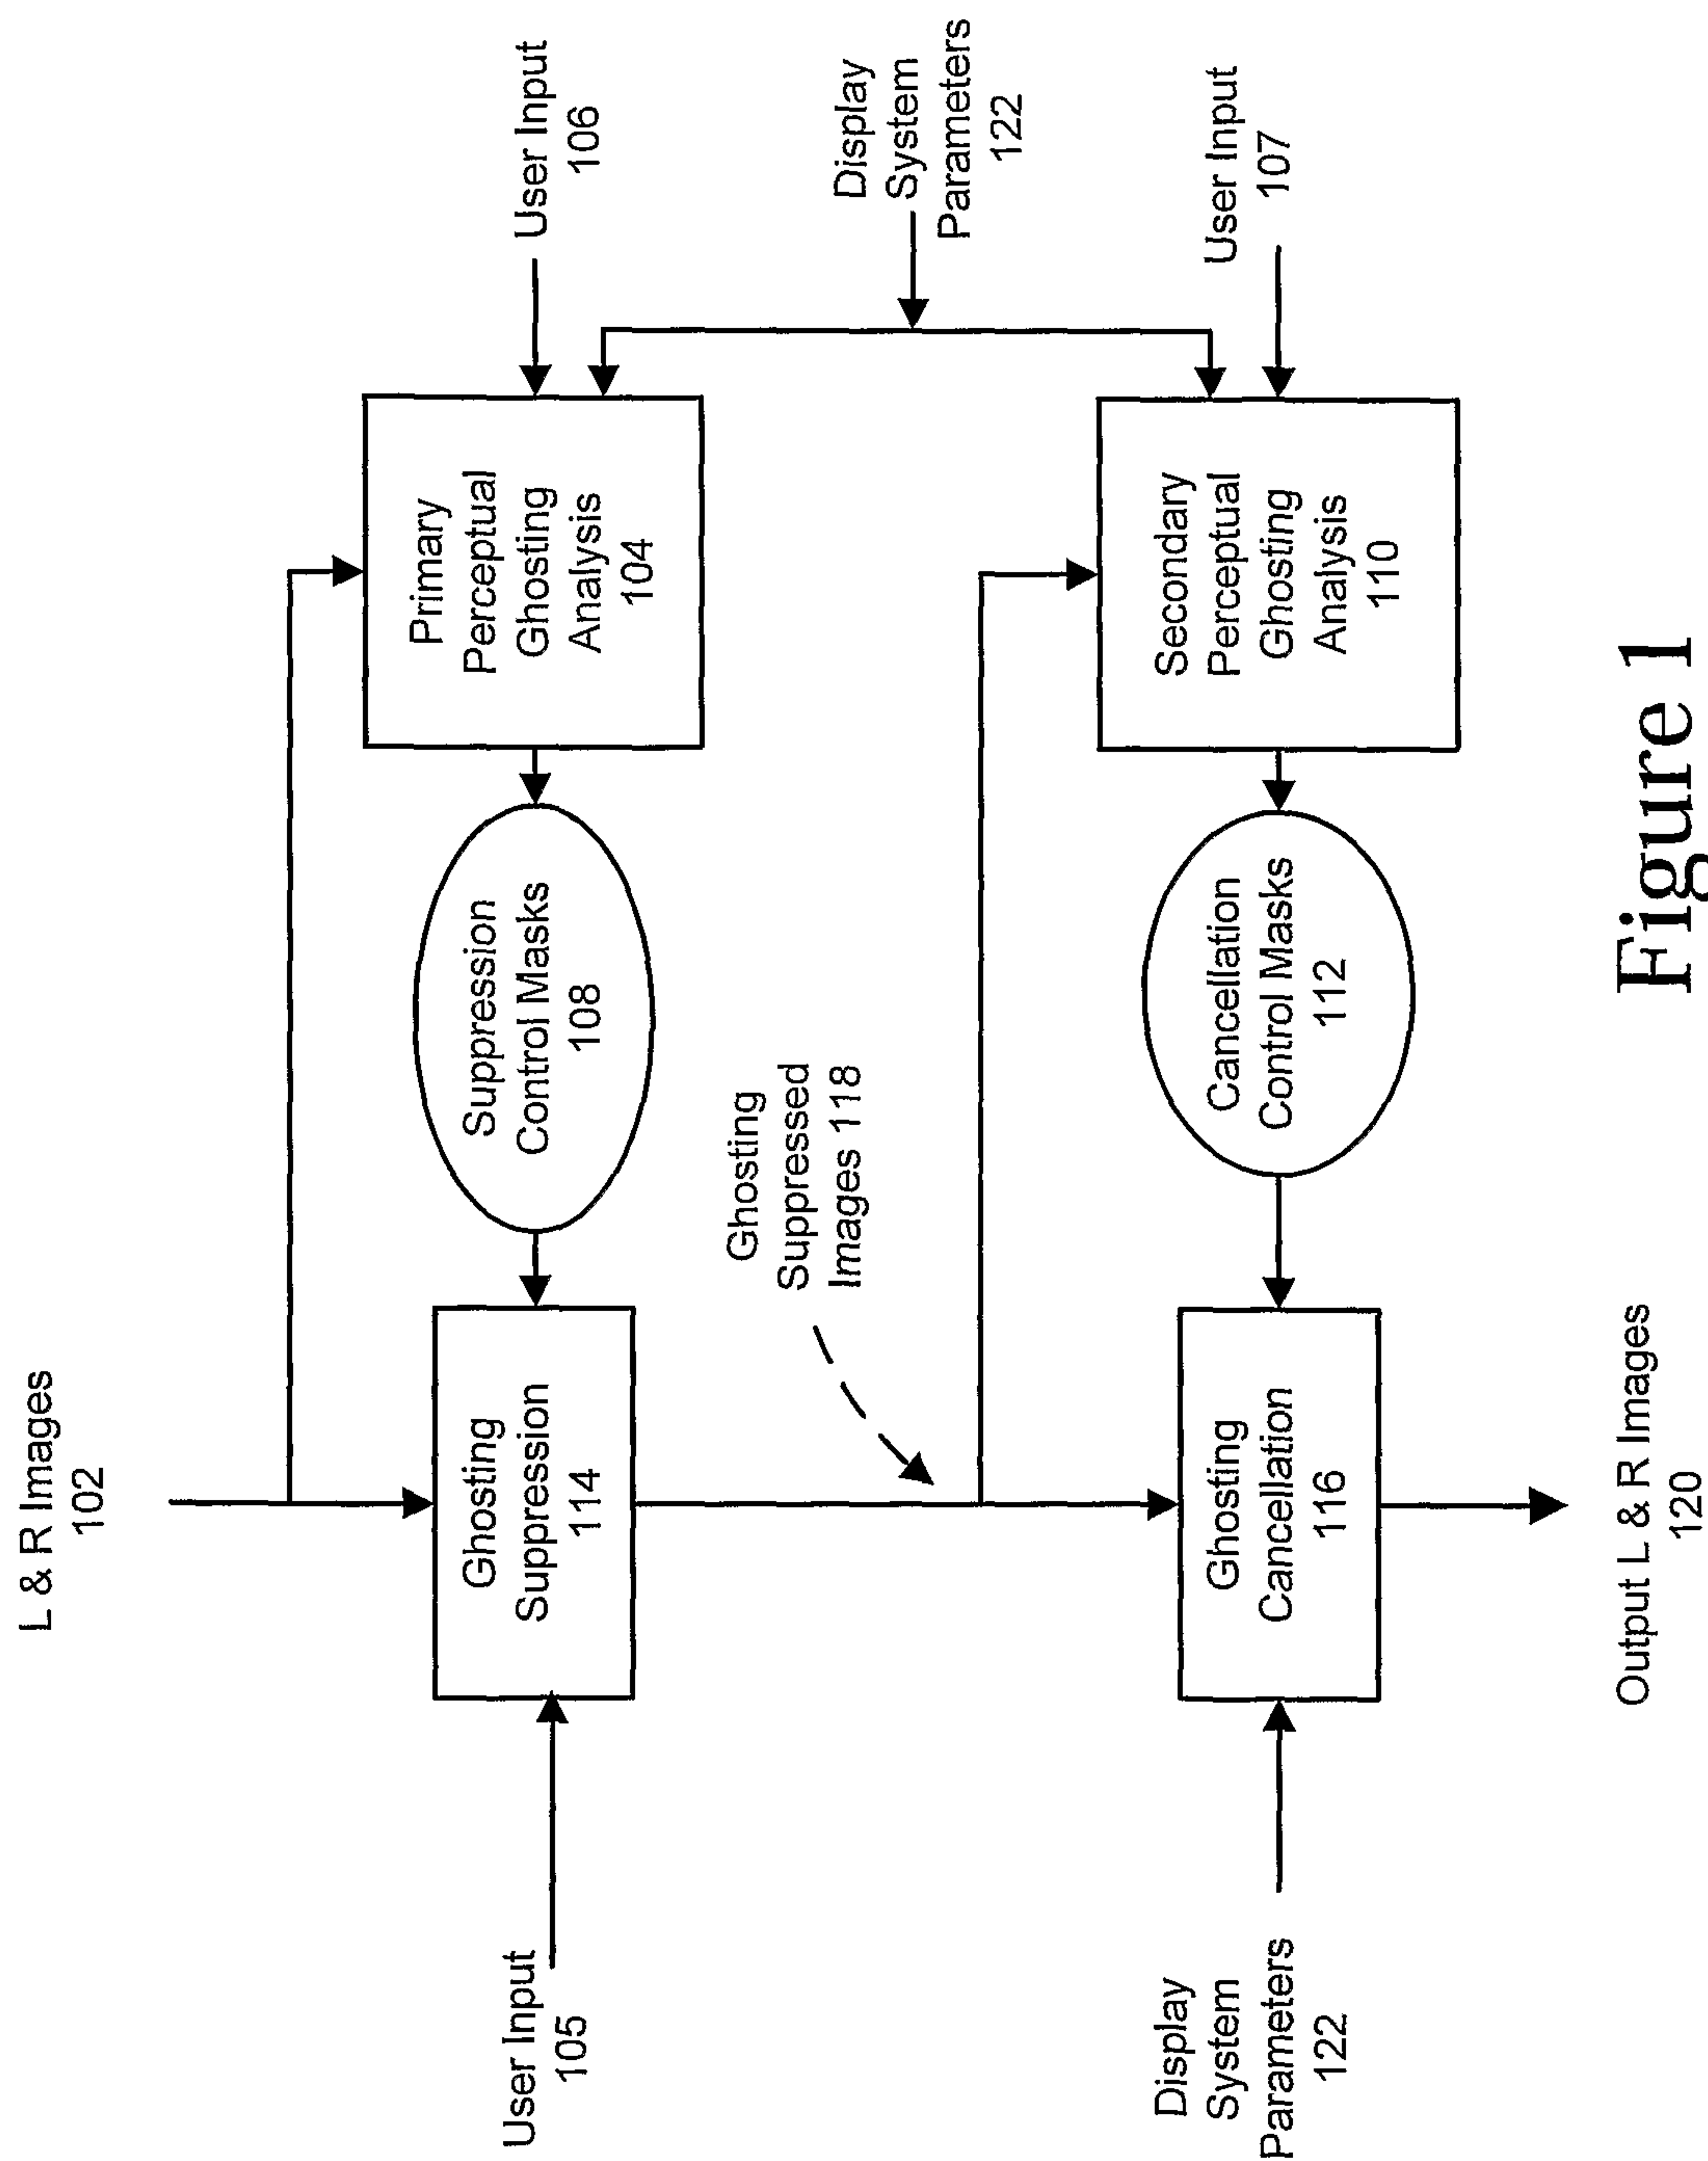 L & R Images
102
User Input
105
Ghosting
Suppression
114
Suppression
Control Masks
108
Primary
Perceptual
Ghosting
Analysis
104
User Input
106
Ghosting
Suppressed
Images 118
Display
System
Parameters
122
Display
System
Parameters
122
Ghosting
Cancellation
116
Cancellation
Control Masks
112
Secondary
Perceptual
Ghosting
Analysis
110
User Input
107
Output L & R Images
120
Figure 1